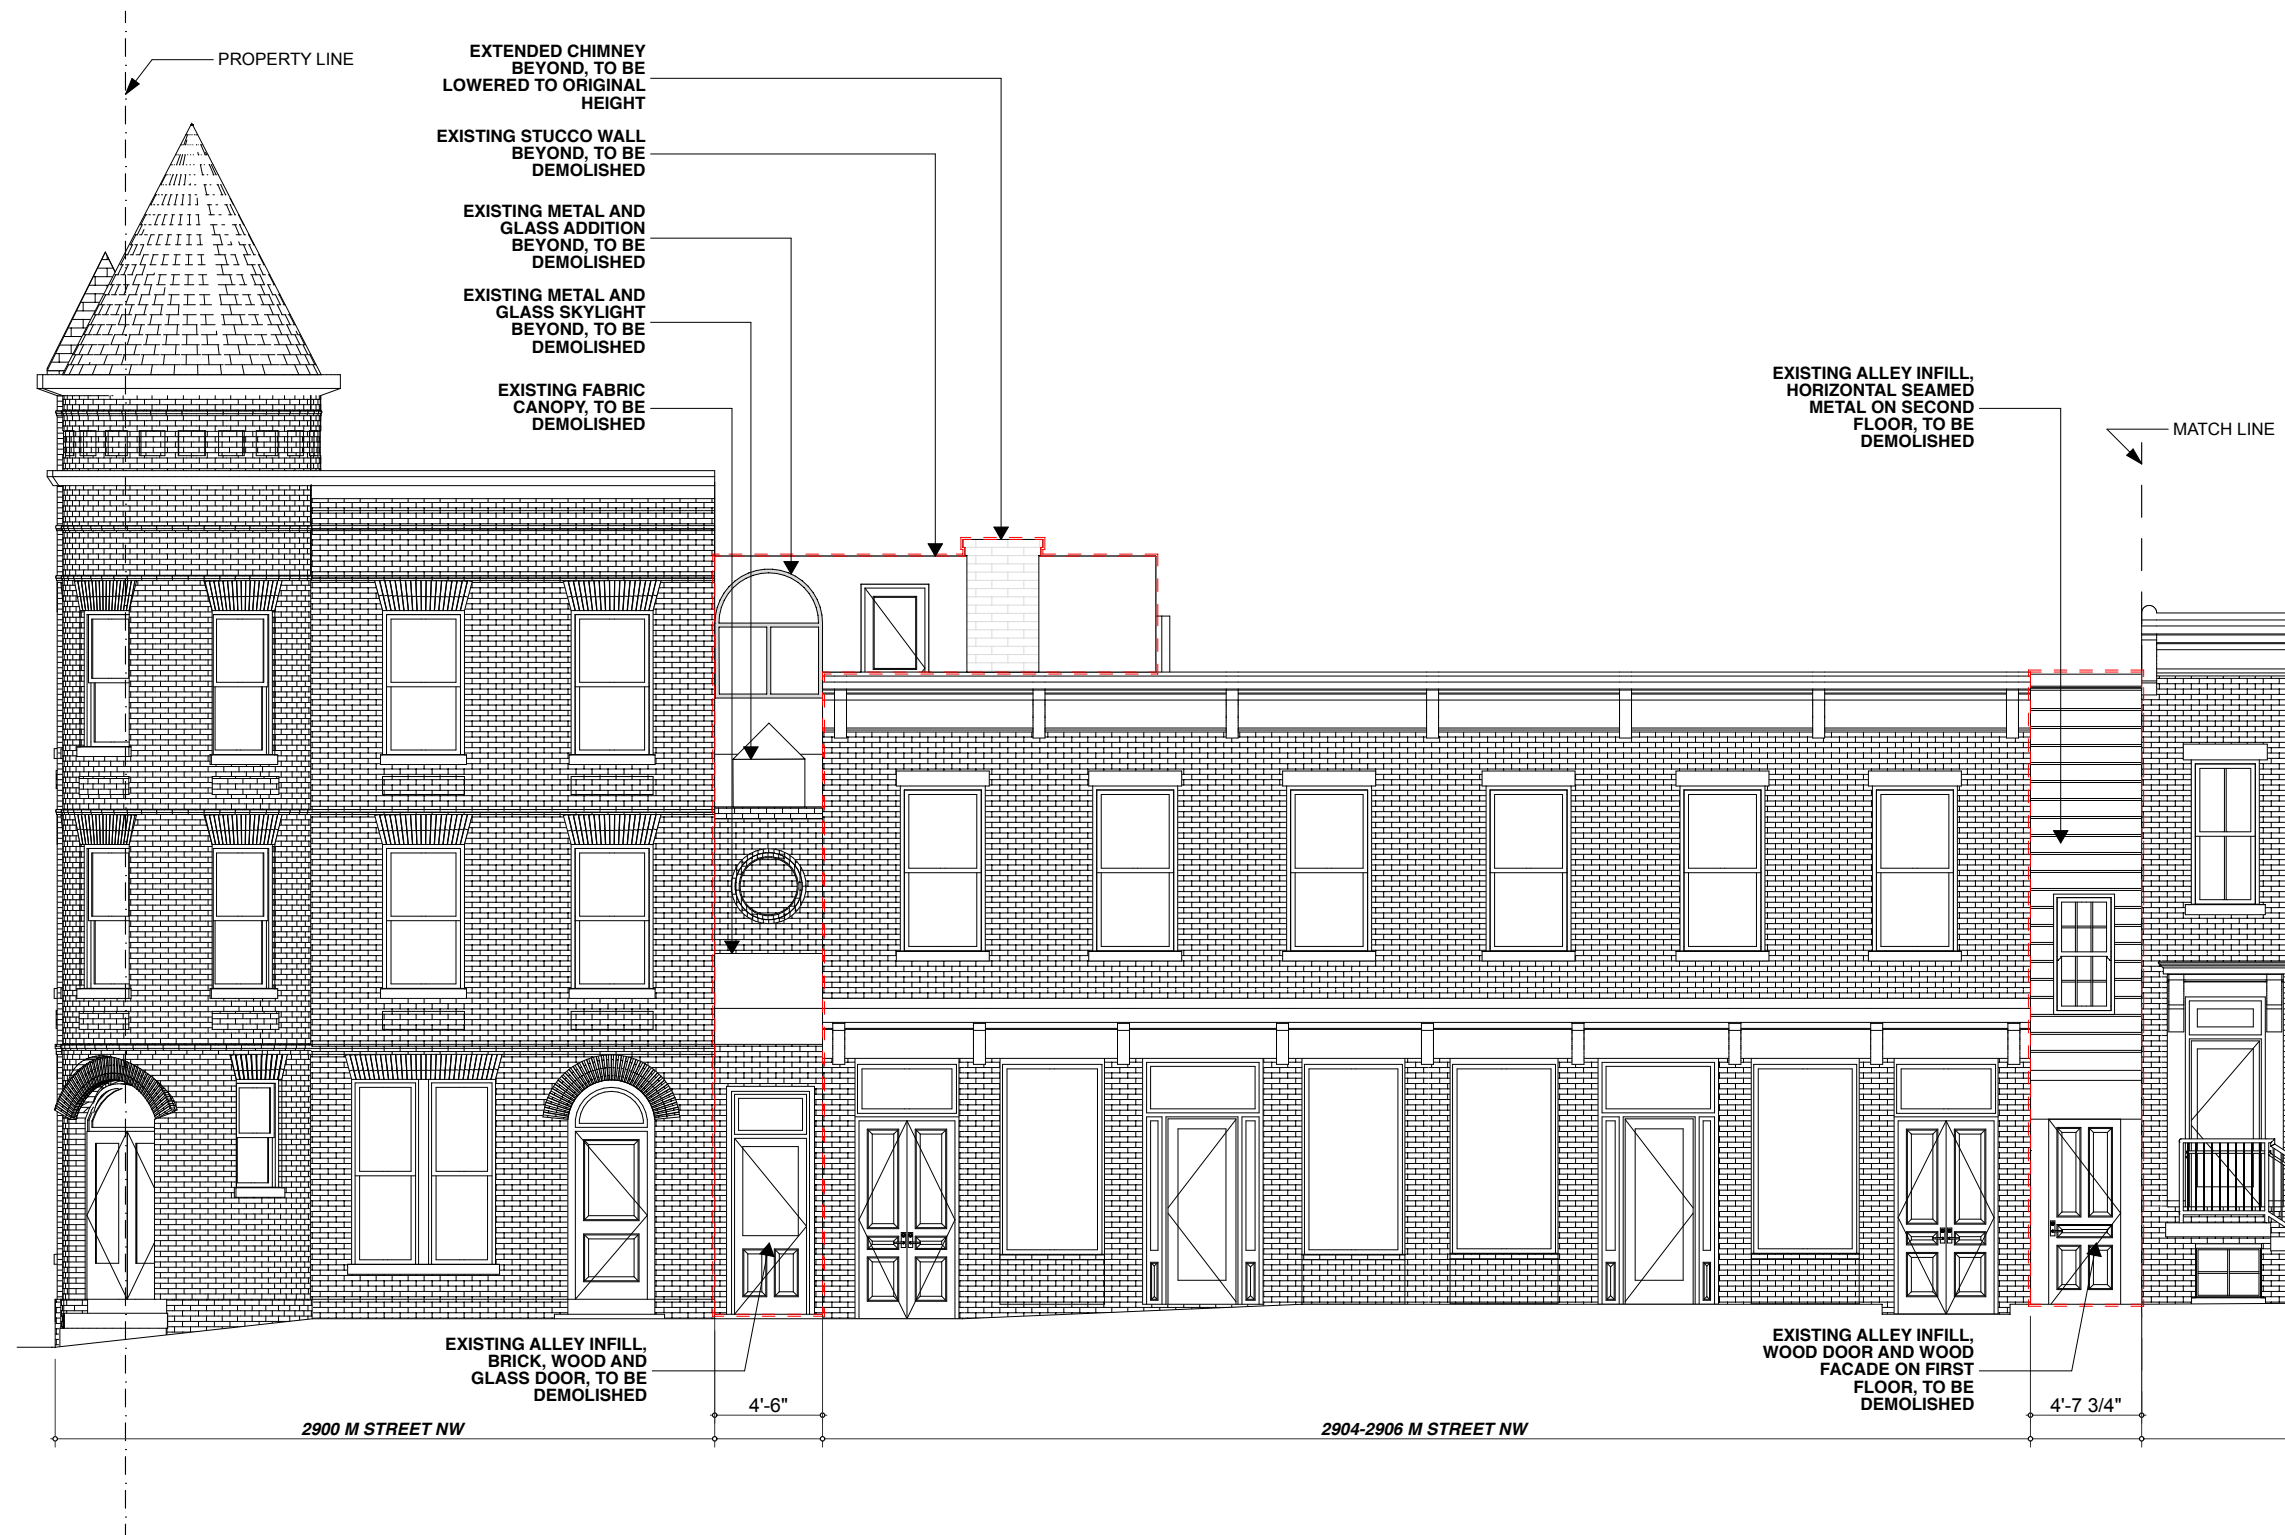 PROPERTY LINE
EXTENDED CHIMNEY
BEYOND, TO BE
LOWERED TO ORIGINAL
HEIGHT
EXISTING STUCCO WALL
BEYOND, TO BE
DEMOLISHED
EXISTING METAL AND
GLASS ADDITION
BEYOND, TO BE
DEMOLISHED
EXISTING METAL AND
GLASS SKYLIGHT
BEYOND, TO BE
DEMOLISHED
EXISTING FABRIC
CANOPY, TO BE
DEMOLISHED
EXISTING ALLEY INFILL,
HORIZONTAL SEAMED
METAL ON SECOND
FLOOR, TO BE
DEMOLISHED
MATCH LINE
EXISTING ALLEY INFILL,
BRICK, WOOD AND
GLASS DOOR, TO BE
DEMOLISHED
EXISTING ALLEY INFILL,
WOOD DOOR AND WOOD
FACADE ON FIRST
FLOOR, TO BE
DEMOLISHED
4'-6"
4'-7 3/4"
2900 M STREET NW
2904-2906 M STREET NW